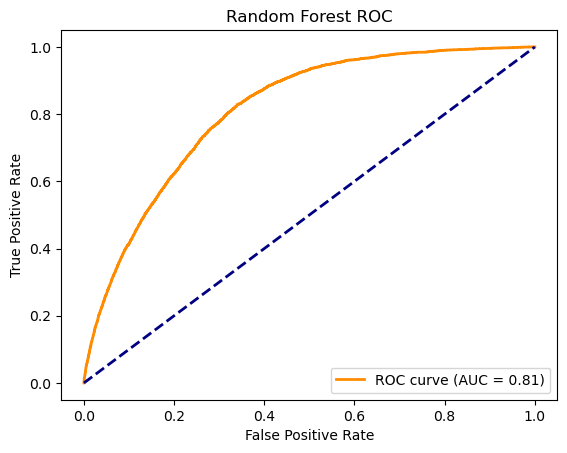 Random Forest ROC
1.0
0.8
0.6
0.4
0.2
0.0
True Positive Rate
ROC curve (AUC = 0.81)
0.0 0.2 0.4 0.6 0.8 1.0
False Positive Rate